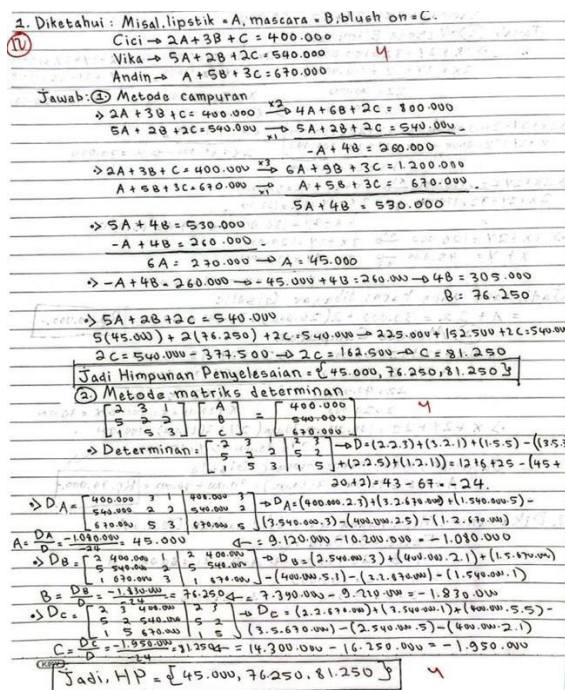 1. Diketahui : Misal. lipstik = A, mascara = B, blush on = C.
IV
Cici → 2A + 3B + C = 400.000
Vika → 5A + 2B + 2C = 540.000
Andin → A + 5B + 3C = 670.000
4
Jawab : ① Metode campuran
•> 2A + 3B + C = 400.000 x2→ 4A + 6B + 2C = 800.000
5A + 2B + 2C = 540.000 x1→ 5A + 2B + 2C = 540.000 -
-A + 4B = 260.000
•> 2A + 3B + C = 400.000 x3→ 6A + 9B + 3C = 1.200.000
A + 5B + 3C = 670.000 x1→ A + 5B + 3C = 670.000
5A + 4B = 530.000
•> 5A + 4B = 530.000
-A + 4B = 260.000 -
6A = 270.000 → A = 45.000
•> -A + 4B = 260.000 → -45.000 + 4B = 260.000 → 4B = 305.000
B = 76.250
•> 5A + 2B + 2C = 540.000
5(45.000) + 2(76.250) + 2C = 540.000 → 225.000 + 152.500 + 2C = 540.000
2C = 540.000 - 377.500 → 2C = 162.500 → C = 81.250
Jadi Himpunan Penyelesaian = {45.000, 76.250, 81.250}
②. Metode matriks determinan
4
[2 3 1] [A] = [400.000]
[5 2 2] [B] [540.000]
[1 5 3] [670.000]
•> Determinan : [2 3 1 | 2 3] → D = (2.2.3) + (3.2.1) + (1.5.5) - ((3.5.3)
[5 2 2 | 5 2] + (2.2.5) + (1.2.1)) = 12 + 6 + 25 - (45 +
[1 5 3 | 1 5] 20 + 2) = 43 - 67 = -24.
•> DA = [400.000 3 1 | 400.000 3] → DA = (400.000.2.3) + (3.2.670.000) + (1.540.000.5) -
[540.000 2 2 | 540.000 2] (3.540.000.3) - (400.000.2.5) - (1.2.670.000)
[670.000 5 3 | 670.000 5] = 9.120.000 - 10.200.000 = -1.080.000
A = DA/D = -1.080.000/-24 = 45.000
•> DB = [2 400.000 1 | 2 400.000] → DB = (2.540.000.3) + (400.000.2.1) + (1.5.670.000)
[5 540.000 2 | 5 540.000] - (400.000.5.3) - (2.2.670.000) - (1.540.000.1)
[1 670.000 3 | 1 670.000]
B = DB/D = -1.830.000/-24 = 76.250 = 7.390.000 - 9.210.000 = -1.830.000
•> DC = [2 3 400.000 | 2 3] → DC = (2.2.670.000) + (3.540.000.1) + (400.000.5.5) -
[5 2 540.000 | 5 2] (3.5.670.000) - (2.540.000.5) - (400.000.2.1)
[1 5 670.000 | 1 5]
C = DC/D = -1.950.000/-24 = 81.250 = 14.300.000 - 16.250.000 = -1.950.000
Jadi, HP = {45.000, 76.250, 81.250}
4